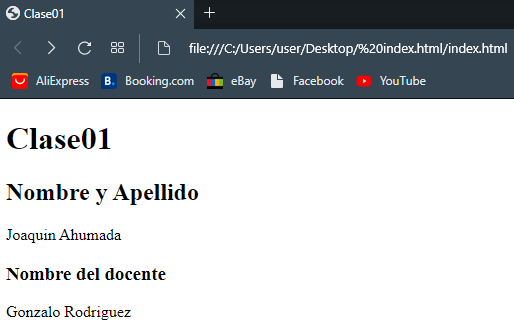 Clase01
file:///C:/Users/user/Desktop/%20index.html/index.html
AliExpress B. Booking.com eBay Facebook YouTube
Clase01
Nombre y Apellido
Joaquin Ahumada
Nombre del docente
Gonzalo Rodriguez